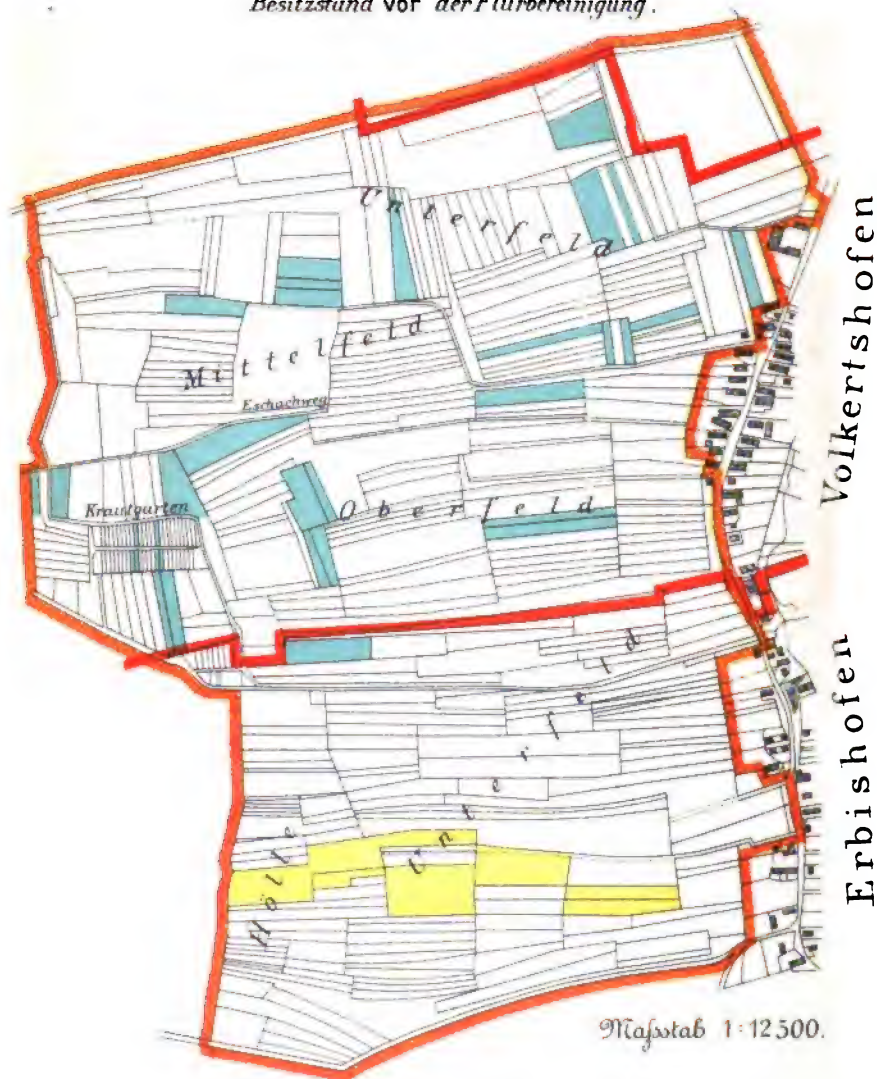 Besitzstand vor der Flurbereinigung.
Unterfeld
Mittelfeld
Eschachweg
Krautgarten
Oberfeld
Volkertshofen
Erbishofen
Unterfeld
Hölle
Maßstab 1:12500.